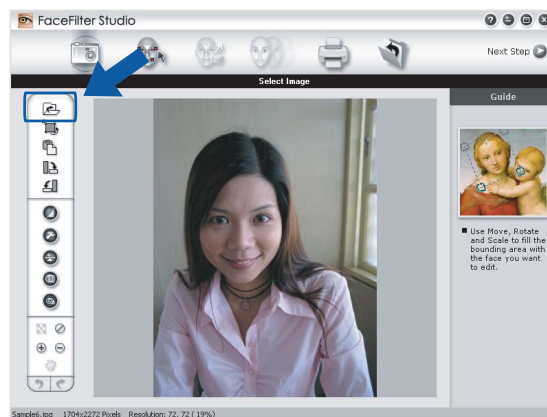 FaceFilter Studio
Next Step
Select Image
Guide
■ Use Move, Rotate
and Scale to fill the
bounding area with
the face you want
to edit.
Sample6.jpg 1704x2272 Pixels Resolution: 72, 72 ( 19%)